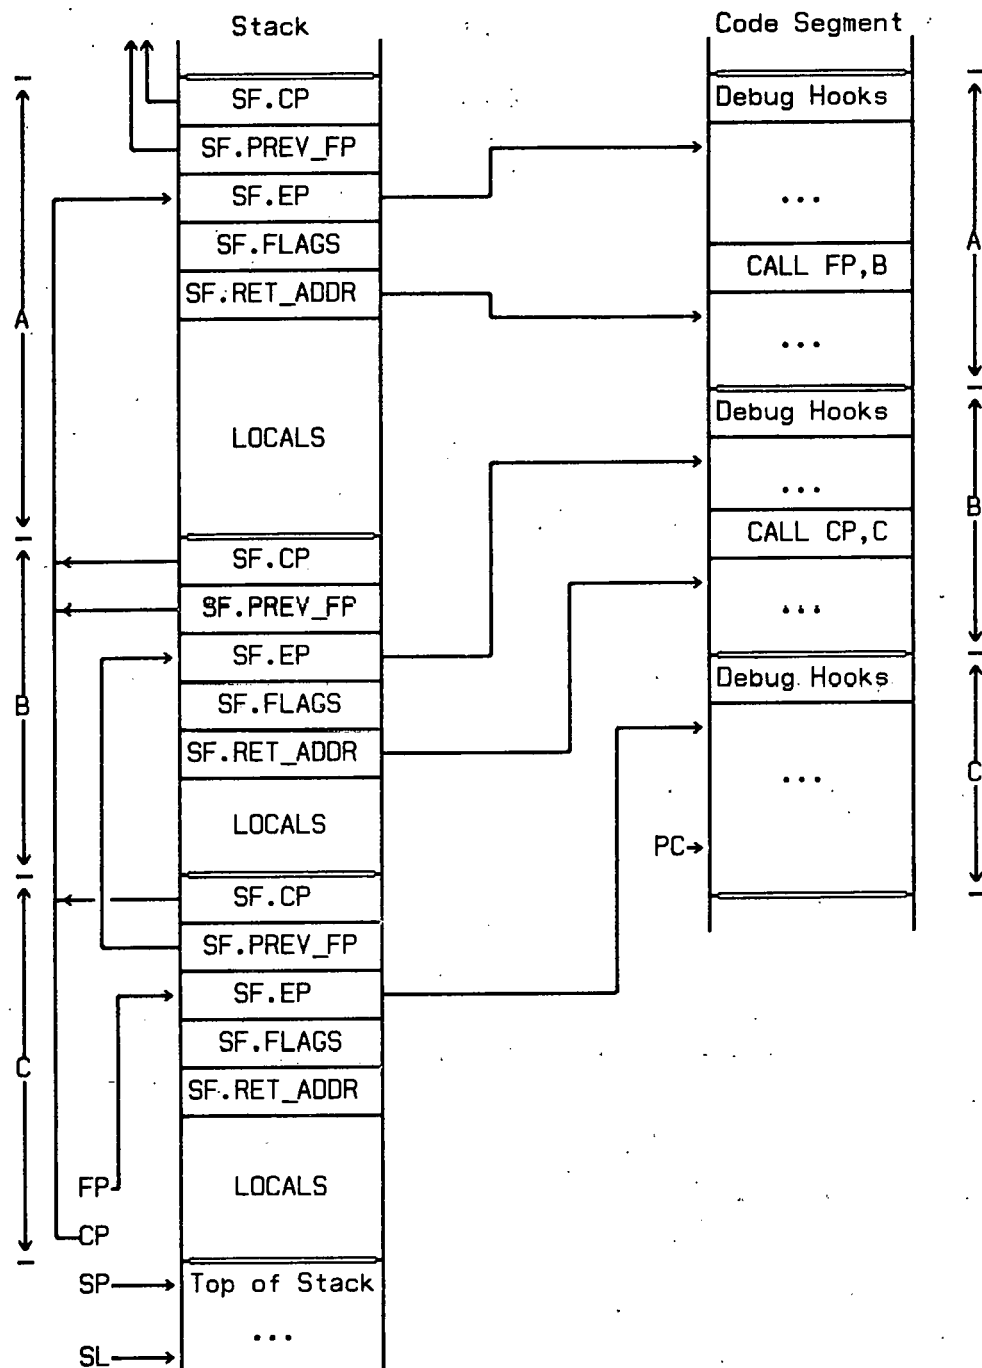 Stack
SF.CP
SF.PREV_FP
SF.EP
SF.FLAGS
SF.RET_ADDR
LOCALS
SF.CP
SF.PREV_FP
SF.EP
SF.FLAGS
SF.RET_ADDR
LOCALS
SF.CP
SF.PREV_FP
SF.EP
SF.FLAGS
SF.RET_ADDR
LOCALS
Top of Stack
...
A
B
C
FP
CP
SP
SL
Code Segment
Debug Hooks
...
CALL FP,B
...
Debug Hooks
...
CALL CP,C
...
Debug Hooks
...
PC
A
B
C